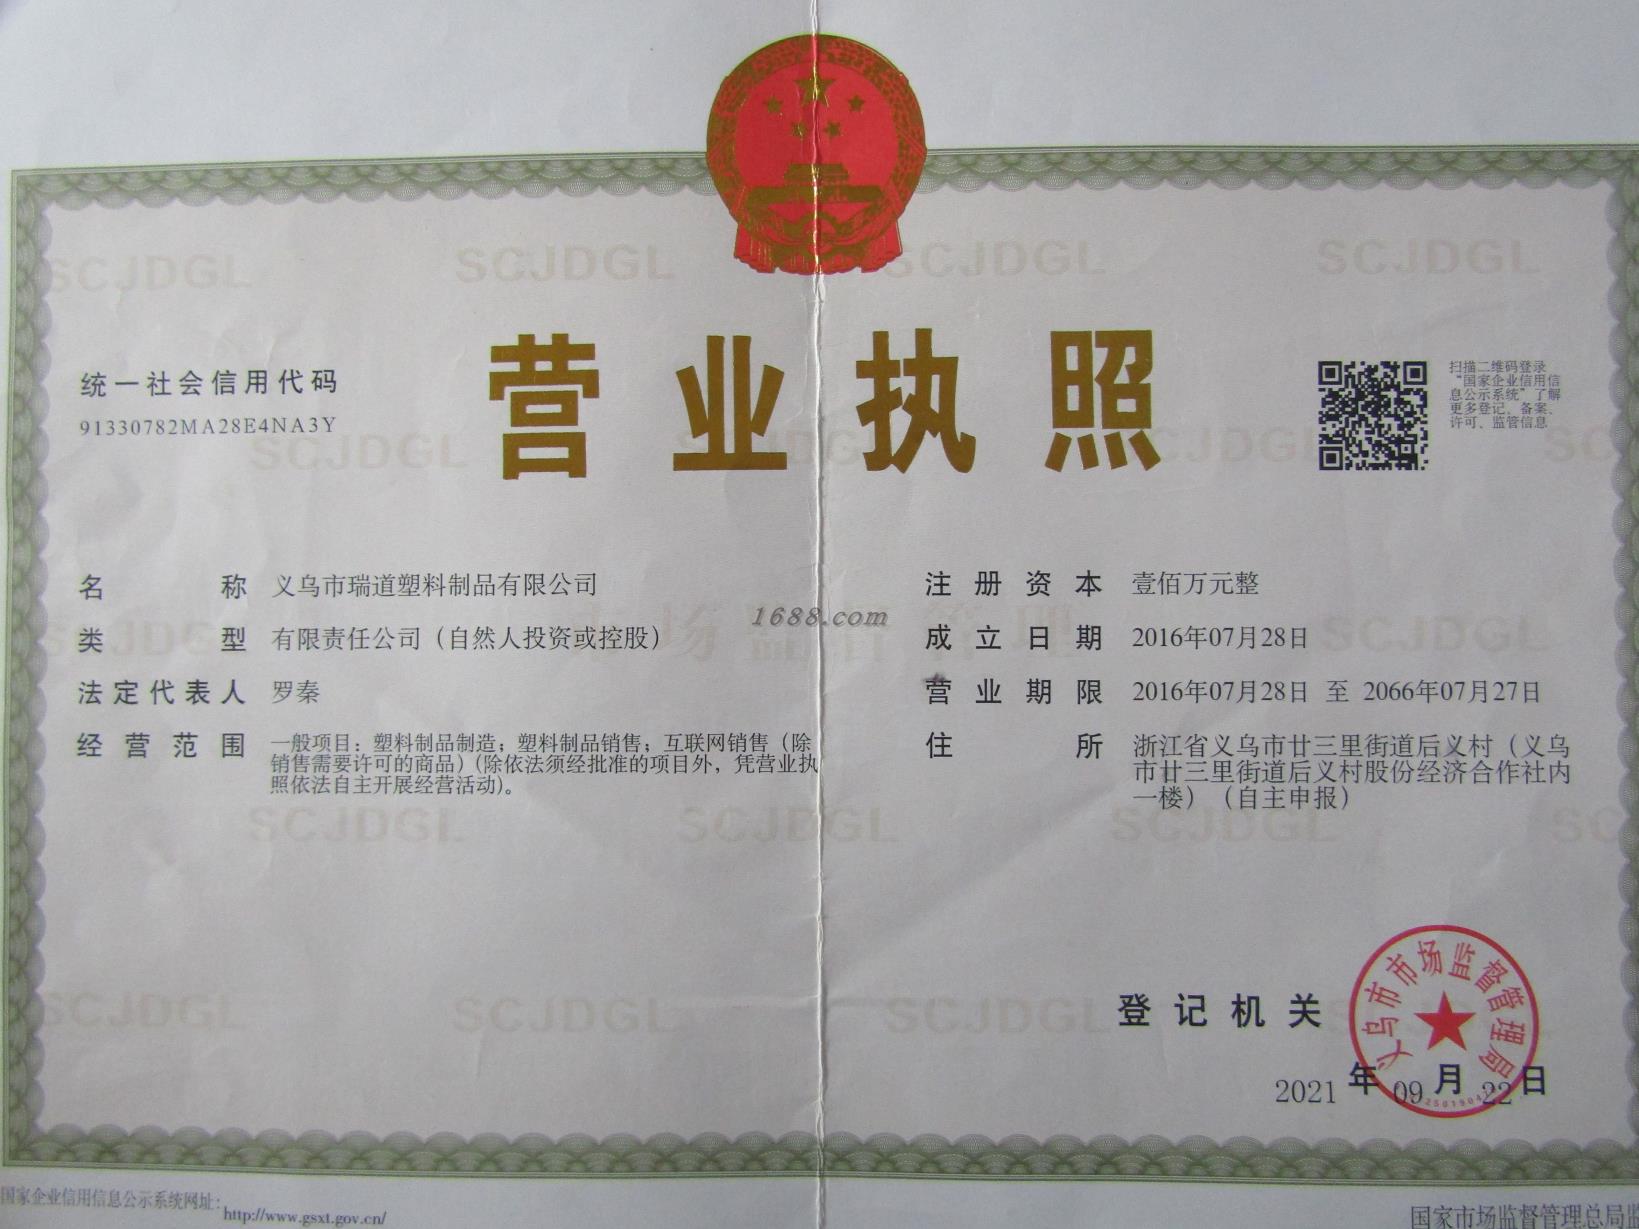 营业执照
统一社会信用代码
91330782MA28E4NA3Y
扫描二维码登录
“国家企业信用信
息公示系统”了解
更多登记、备案、
许可、监管信息
名称 义乌市瑞道塑料制品有限公司
类型 有限责任公司（自然人投资或控股）
法定代表人 罗秦
经营范围 一般项目：塑料制品制造；塑料制品销售；互联网销售（除
销售需要许可的商品）(除依法须经批准的项目外，凭营业执
照依法自主开展经营活动)。
1688.com
注册资本 壹佰万元整
成立日期 2016年07月28日
营业期限 2016年07月28日 至 2066年07月27日
住所 浙江省义乌市廿三里街道后义村（义乌
市廿三里街道后义村股份经济合作社内
一楼）（自主申报）
登记机关
义乌市市场监督管理局
2021 年 09 月 22 日
国家企业信用信息公示系统网址：
http://www.gsxt.gov.cn/
国家市场监督管理总局监
SCJDGL
SCJDGL
SCJDGL
SCJDGL
市场监督管理